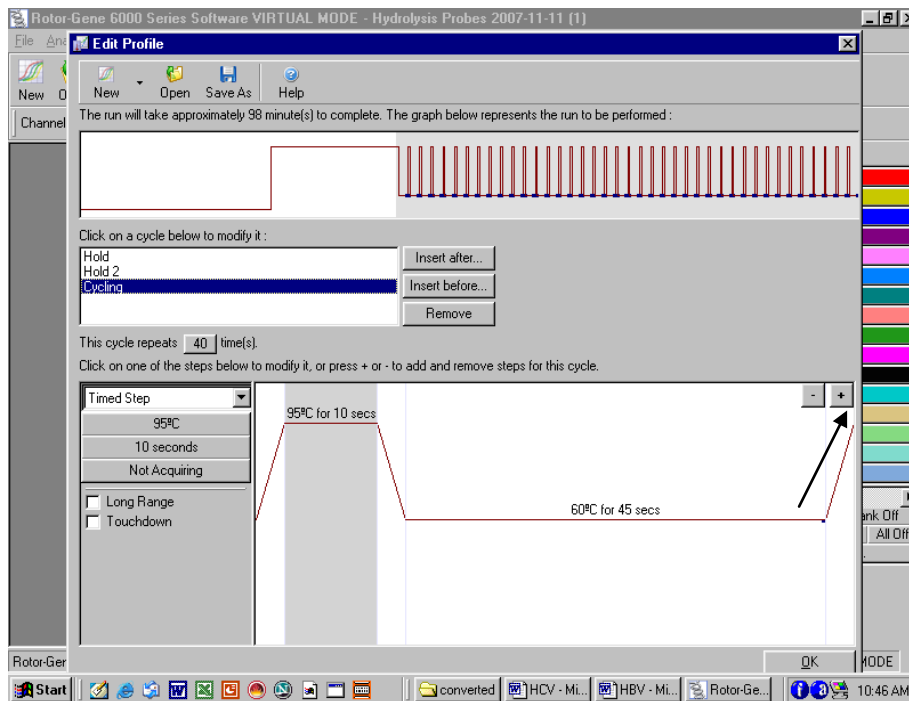 Rotor-Gene 6000 Series Software VIRTUAL MODE - Hydrolysis Probes 2007-11-11 (1)
File Ana
Edit Profile
New O
New Open Save As Help
Channel
The run will take approximately 98 minute(s) to complete. The graph below represents the run to be performed :
Click on a cycle below to modify it :
Hold
Hold 2
Cycling
Insert after...
Insert before...
Remove
This cycle repeats 40 time(s).
Click on one of the steps below to modify it, or press + or - to add and remove steps for this cycle.
Timed Step
- +
95ºC
10 seconds
Not Acquiring
Long Range
Touchdown
95ºC for 10 secs
60ºC for 45 secs
ank Off
All Off
OK
Rotor-Ger
MODE
Start
converted
HCV - Mi...
HBV - Mi...
Rotor-Ge...
10:46 AM